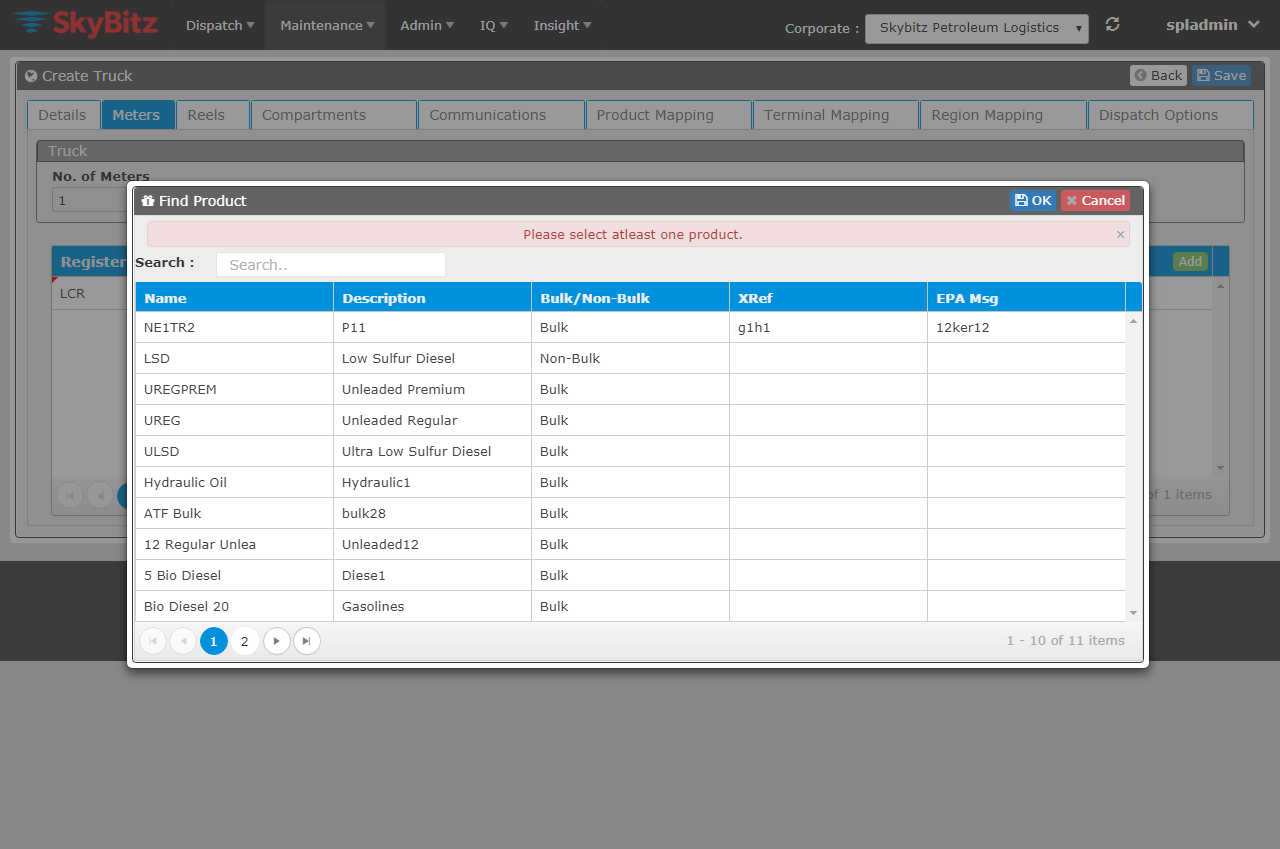 SkyBitz Dispatch Maintenance Admin IQ Insight Corporate : Skybitz Petroleum Logistics spladmin
Create Truck Back Save
Details Meters Reels Compartments Communications Product Mapping Terminal Mapping Region Mapping Dispatch Options
Truck
No. of Meters
1
Find Product OK Cancel
Please select atleast one product. ×
Search : Search..
Register Add
LCR
Name Description Bulk/Non-Bulk XRef EPA Msg
NE1TR2 P11 Bulk g1h1 12ker12
LSD Low Sulfur Diesel Non-Bulk
UREGPREM Unleaded Premium Bulk
UREG Unleaded Regular Bulk
ULSD Ultra Low Sulfur Diesel Bulk
Hydraulic Oil Hydraulic1 Bulk
ATF Bulk bulk28 Bulk
12 Regular Unlea Unleaded12 Bulk
5 Bio Diesel Diese1 Bulk
Bio Diesel 20 Gasolines Bulk
of 1 items
1 2 1 - 10 of 11 items